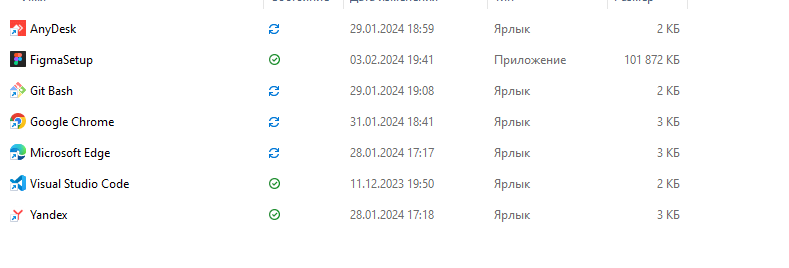 AnyDesk 29.01.2024 18:59 Ярлык 2 КБ
FigmaSetup 03.02.2024 19:41 Приложение 101 872 КБ
Git Bash 29.01.2024 19:08 Ярлык 2 КБ
Google Chrome 31.01.2024 18:41 Ярлык 3 КБ
Microsoft Edge 28.01.2024 17:17 Ярлык 3 КБ
Visual Studio Code 11.12.2023 19:50 Ярлык 2 КБ
Yandex 28.01.2024 17:18 Ярлык 3 КБ